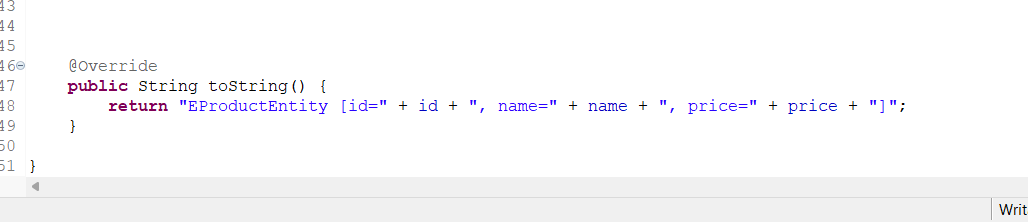 43
44
45
46 @Override
47 public String toString() {
48 return "EProductEntity [id=" + id + ", name=" + name + ", price=" + price + "]";
49 }
50
51 }
Writ